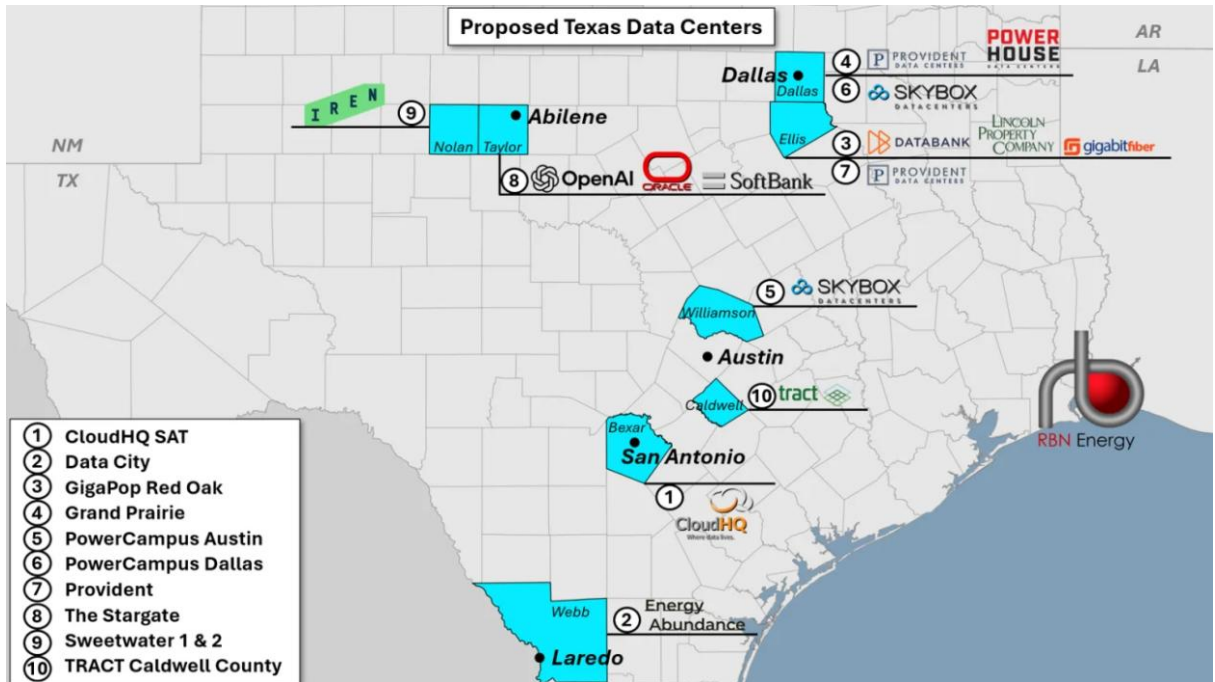 Proposed Texas Data Centers
AR
LA
NM
TX
IREN
9
Nolan
Taylor
Abilene
8 OpenAI ORACLE SoftBank
Dallas
Dallas
Ellis
4 P PROVIDENT DATA CENTERS POWER HOUSE DATA CENTERS
6 SKYBOX DATACENTERS
3 DATABANK LINCOLN PROPERTY COMPANY gigabitfiber
7 P PROVIDENT DATA CENTERS
5 SKYBOX DATACENTERS
Williamson
Austin
Caldwell
10 tract
Bexar
San Antonio
1 CloudHQ
Where data lives.
Webb
Laredo
2 Energy
Abundance
RBN Energy
1 CloudHQ SAT
2 Data City
3 GigaPop Red Oak
4 Grand Prairie
5 PowerCampus Austin
6 PowerCampus Dallas
7 Provident
8 The Stargate
9 Sweetwater 1 & 2
10 TRACT Caldwell County